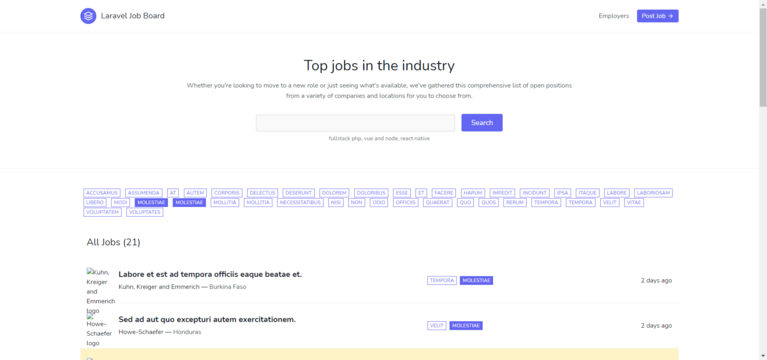 Laravel Job Board
Employers
Post Job →
Top jobs in the industry
Whether you're looking to move to a new role or just seeing what's available, we've gathered this comprehensive list of open positions
from a variety of companies and locations for you to choose from.
Search
fullstack php, vue and node, react native
ACCUSAMUS ASSUMENDA AT AUTEM CORPORIS DELECTUS DESERUNT DOLOREM DOLORIBUS ESSE ET FACERE HARUM IMPEDIT INCIDUNT IPSA ITAQUE LABORE LABORIOSAM
LIBERO MODI MOLESTIAE MOLESTIAE MOLLITIA MOLLITIA NECESSITATIBUS NISI NON ODIO OFFICIIS QUAERAT QUO QUOS RERUM TEMPORA TEMPORA VELIT VITAE
VOLUPTATEM VOLUPTATES
All Jobs (21)
Kuhn,
Kreiger
and
Emmerich
logo
Labore et est ad tempora officiis eaque beatae et.
Kuhn, Kreiger and Emmerich — Burkina Faso
TEMPORA MOLESTIAE
2 days ago
Howe-
Schaefer
logo
Sed ad aut quo excepturi autem exercitationem.
Howe-Schaefer — Honduras
VELIT MOLESTIAE
2 days ago